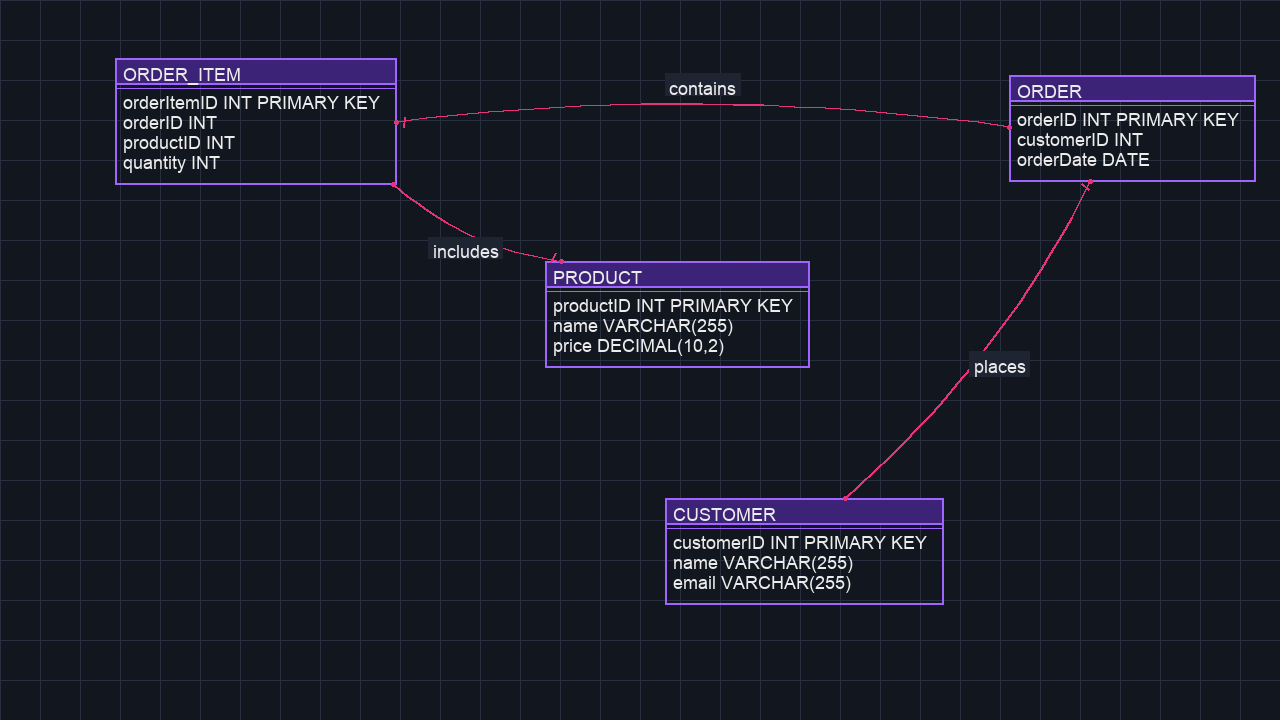 ORDER_ITEM
orderItemID INT PRIMARY KEY
orderID INT
productID INT
quantity INT
contains
ORDER
orderID INT PRIMARY KEY
customerID INT
orderDate DATE
includes
PRODUCT
productID INT PRIMARY KEY
name VARCHAR(255)
price DECIMAL(10,2)
places
CUSTOMER
customerID INT PRIMARY KEY
name VARCHAR(255)
email VARCHAR(255)